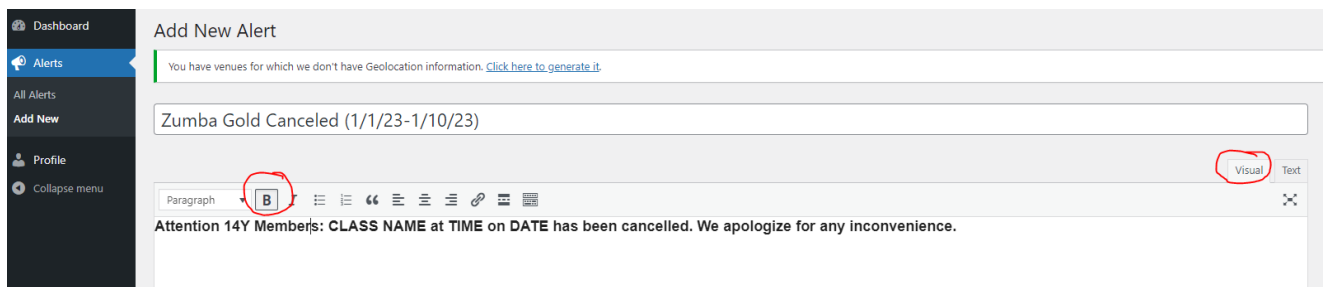 Dashboard
Alerts
All Alerts
Add New
Profile
Collapse menu
Add New Alert
You have venues for which we don't have Geolocation information. Click here to generate it.
Zumba Gold Canceled (1/1/23-1/10/23)
Visual Text
Paragraph B I
Attention 14Y Members: CLASS NAME at TIME on DATE has been cancelled. We apologize for any inconvenience.